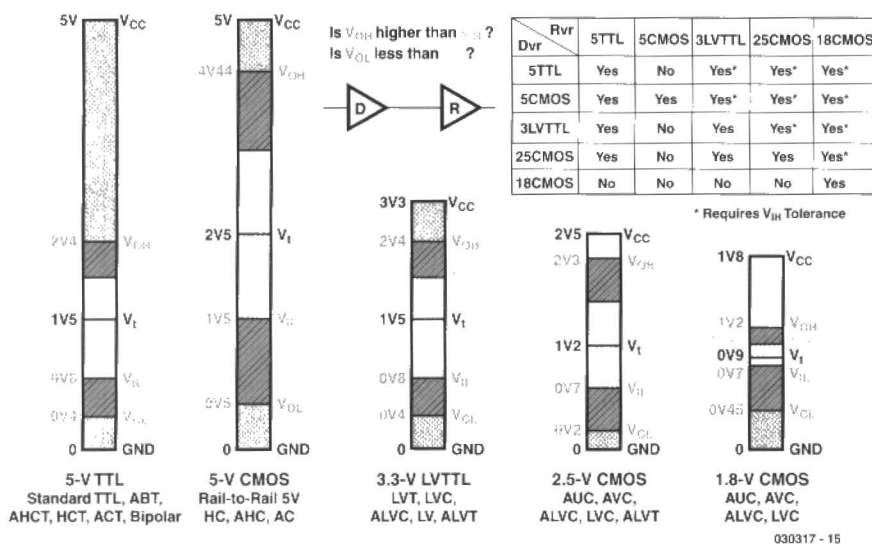 5V VCC
2V4 VOH
1V5 Vt
0V8 VIL
0V4 VOL
0 GND
5-V TTL
Standard TTL, ABT,
AHCT, HCT, ACT, Bipolar
5V VCC
4V44 VOH
2V5 Vt
1V5 VIL
0V5 VOL
0 GND
5-V CMOS
Rail-to-Rail 5V
HC, AHC, AC
Is VOH higher than ?
Is VOL less than ?
D R
Dvr Rvr 5TTL 5CMOS 3LVTTL 25CMOS 18CMOS
5TTL Yes No Yes* Yes* Yes*
5CMOS Yes Yes Yes* Yes* Yes*
3LVTTL Yes No Yes Yes* Yes*
25CMOS Yes No Yes Yes Yes*
18CMOS No No No No Yes
* Requires VIH Tolerance
3V3 VCC
2V4 VOH
1V5 Vt
0V8 VIL
0V4 VOL
0 GND
3.3-V LVTTL
LVT, LVC,
ALVC, LV, ALVT
2V5 VCC
2V3 VOH
1V2 Vt
0V7 VIL
0V2 VOL
0 GND
2.5-V CMOS
AUC, AVC,
ALVC, LVC, ALVT
1V8 VCC
1V2 VOH
0V9 Vt
0V7 VIL
0V45 VOL
0 GND
1.8-V CMOS
AUC, AVC,
ALVC, LVC
030317 - 15